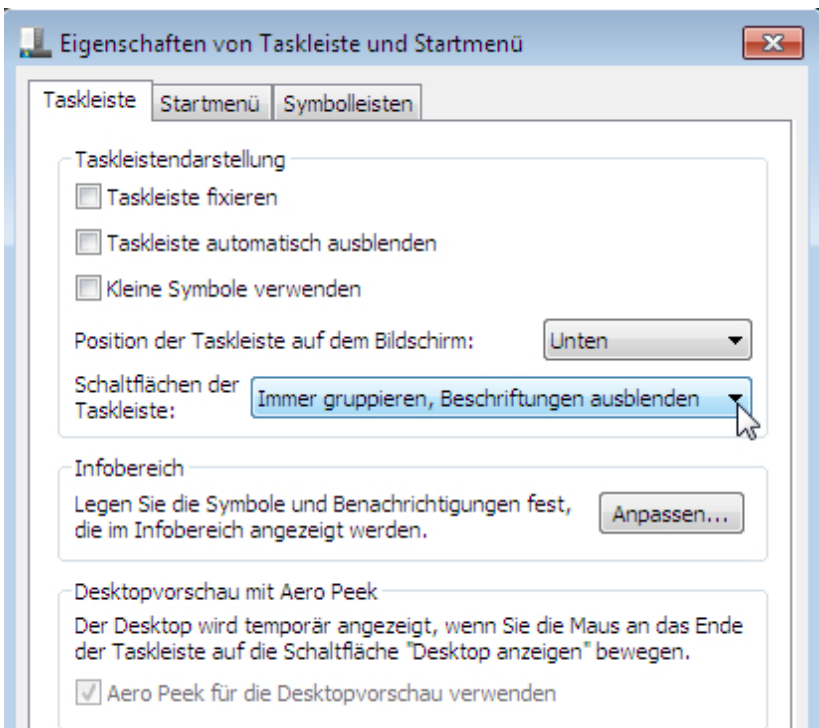 Eigenschaften von Taskleiste und Startmenü
Taskleiste Startmenü Symbolleisten
Taskleistendarstellung
Taskleiste fixieren
Taskleiste automatisch ausblenden
Kleine Symbole verwenden
Position der Taskleiste auf dem Bildschirm: Unten
Schaltflächen der
Taskleiste:
Immer gruppieren, Beschriftungen ausblenden
Infobereich
Legen Sie die Symbole und Benachrichtigungen fest,
die im Infobereich angezeigt werden.
Anpassen...
Desktopvorschau mit Aero Peek
Der Desktop wird temporär angezeigt, wenn Sie die Maus an das Ende
der Taskleiste auf die Schaltfläche "Desktop anzeigen" bewegen.
Aero Peek für die Desktopvorschau verwenden